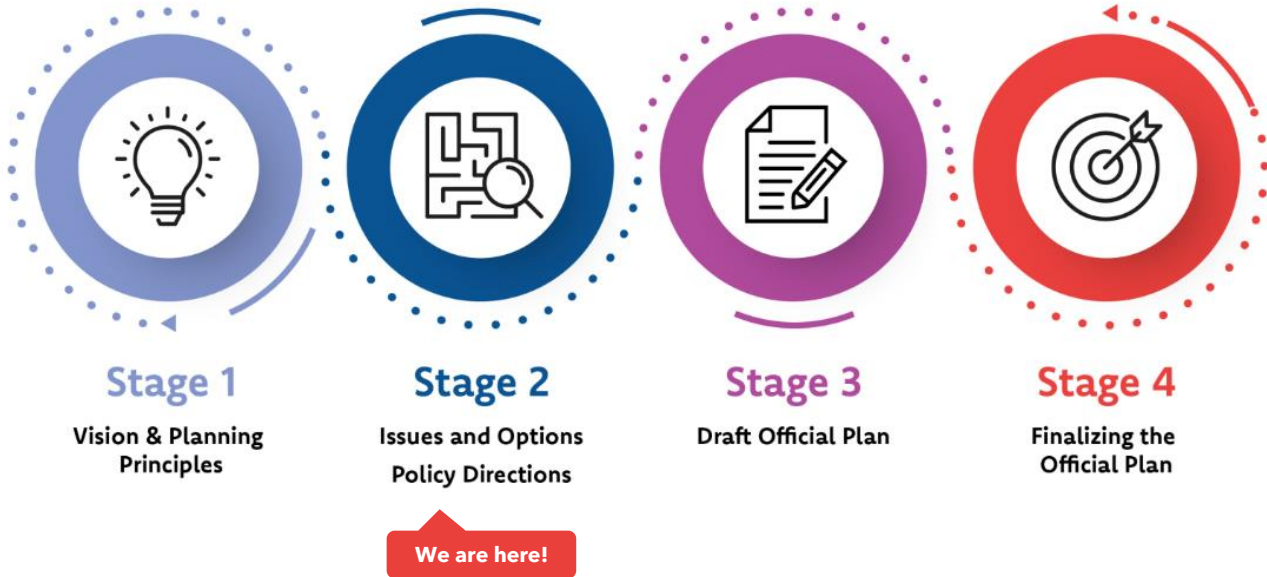 Stage 1
Vision & Planning
Principles
Stage 2
Issues and Options
Policy Directions
We are here!
Stage 3
Draft Official Plan
Stage 4
Finalizing the
Official Plan